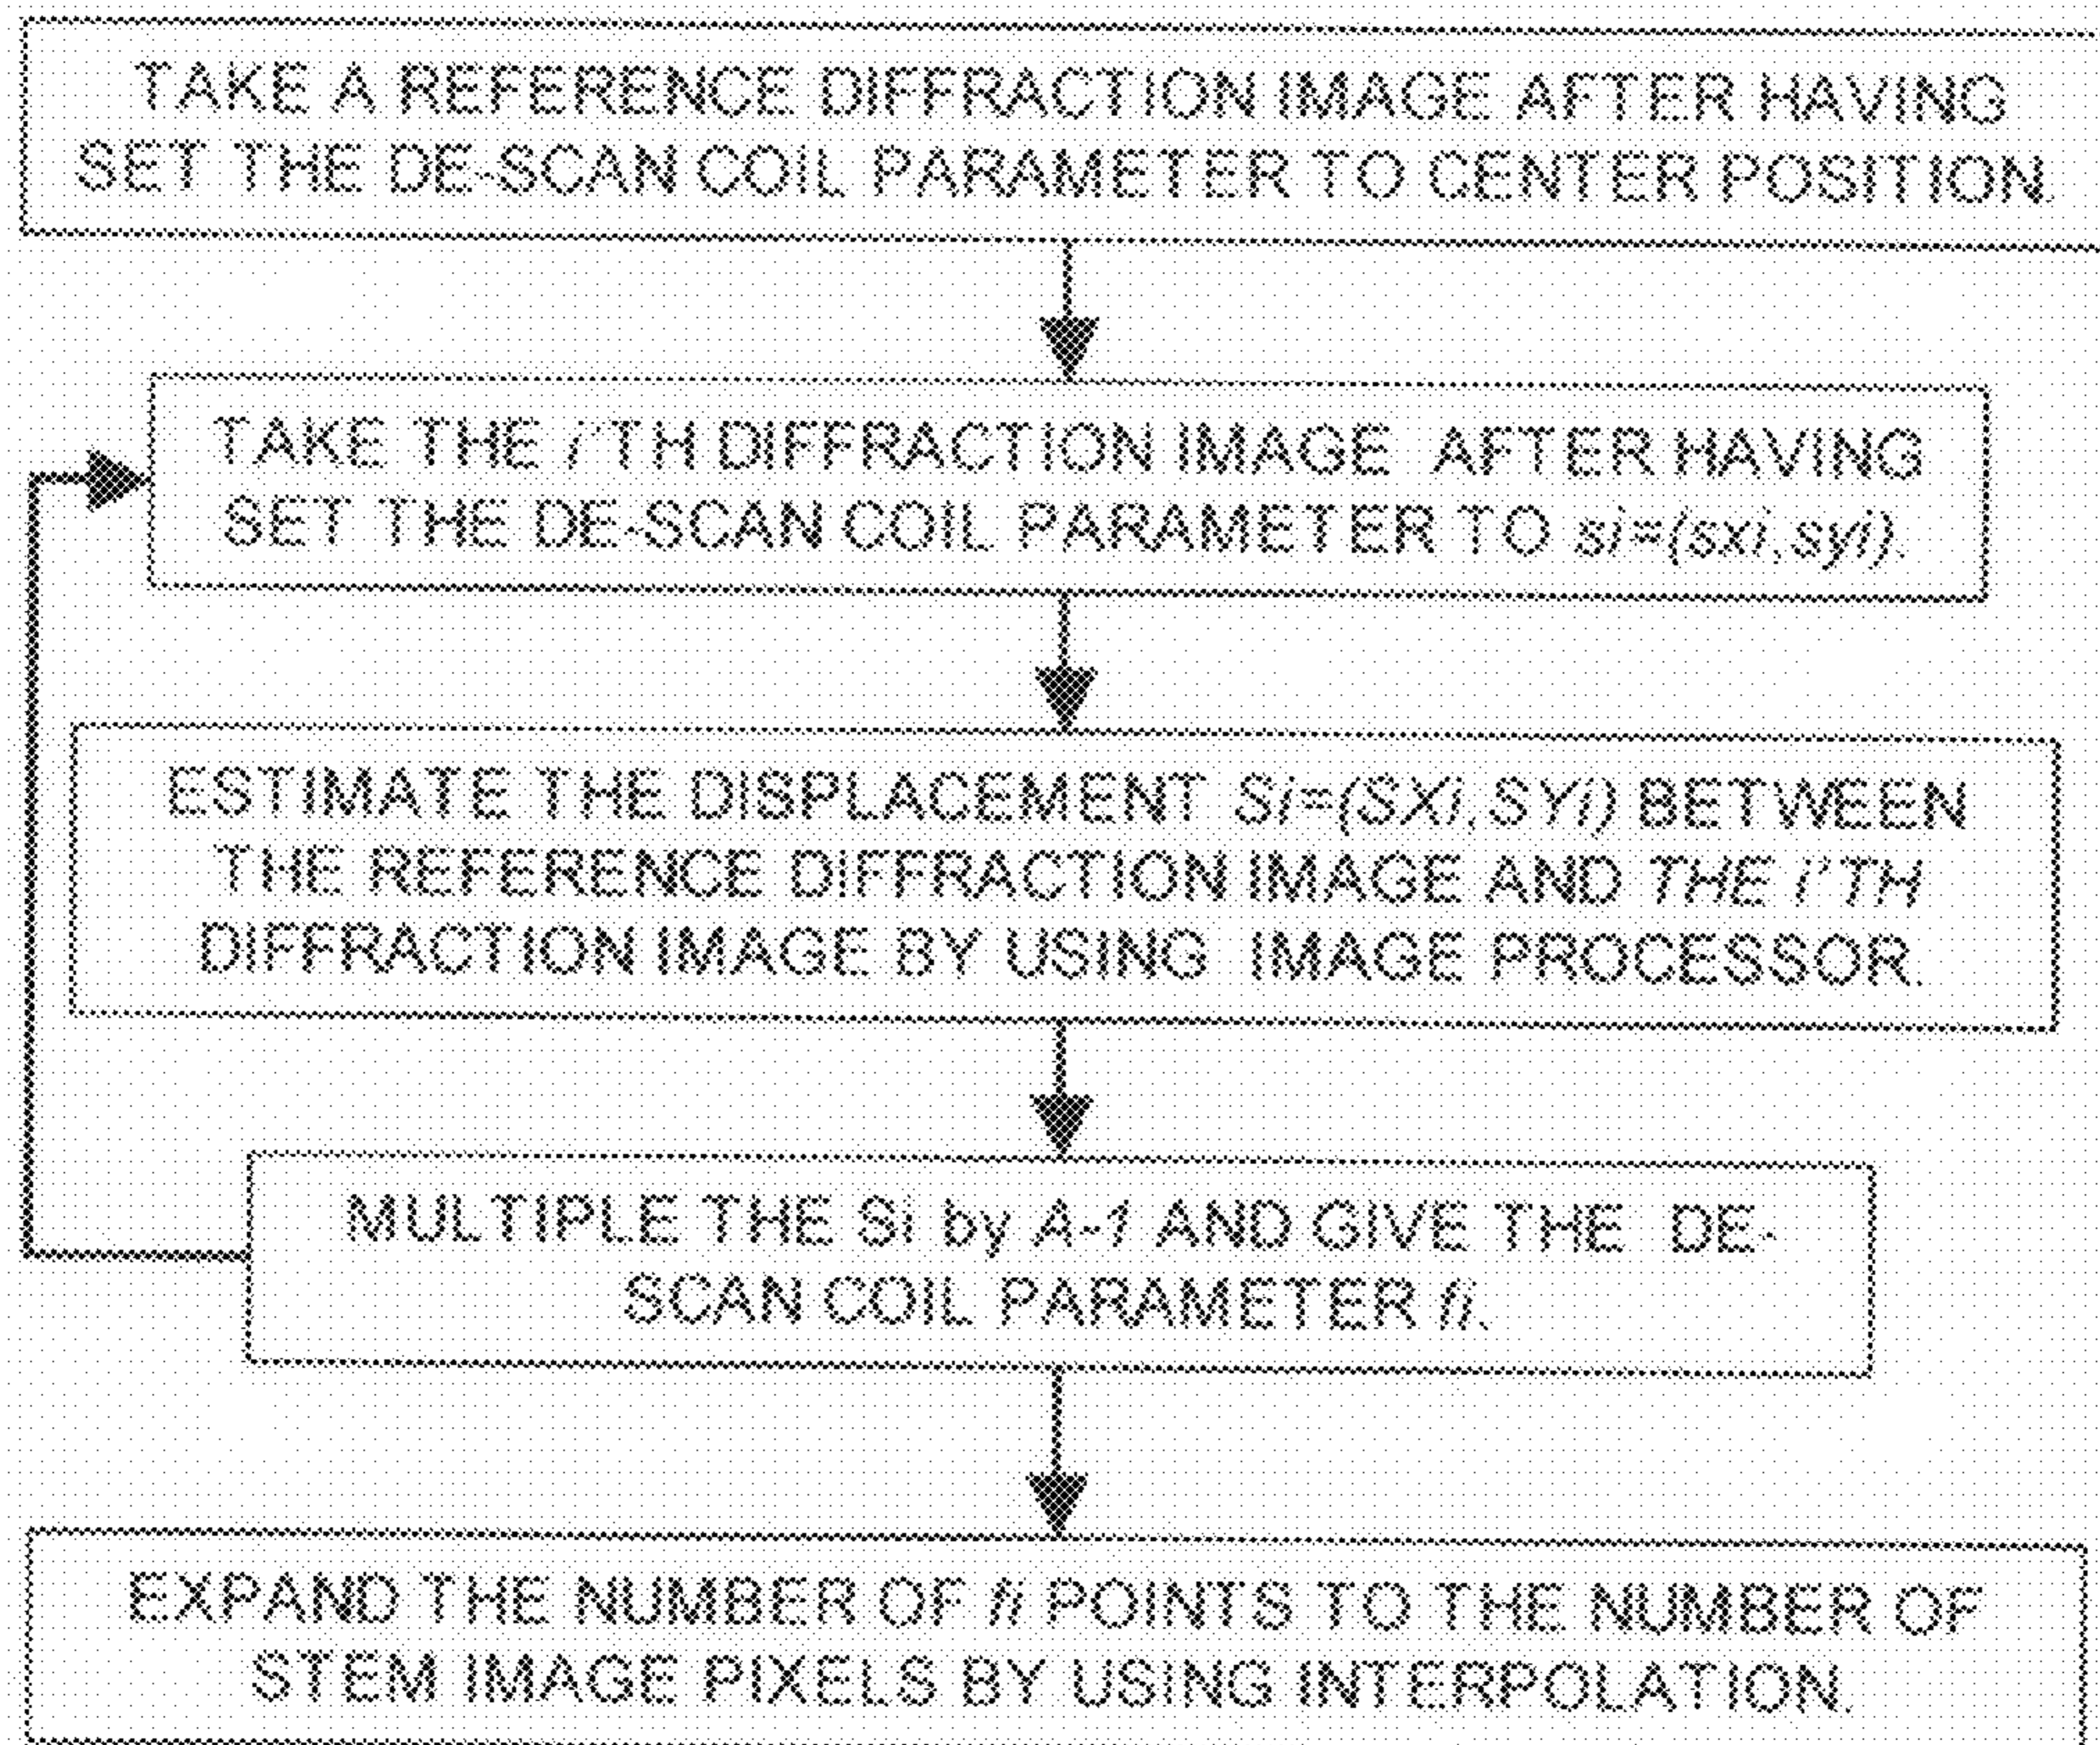 TAKE A REFERENCE DIFFRACTION IMAGE AFTER HAVING
SET THE DE-SCAN COIL PARAMETER TO CENTER POSITION.
TAKE THE i'TH DIFFRACTION IMAGE AFTER HAVING
SET THE DE-SCAN COIL PARAMETER TO si=(sxi,syi).
ESTIMATE THE DISPLACEMENT Si=(SXi,SYi) BETWEEN
THE REFERENCE DIFFRACTION IMAGE AND THE i'TH
DIFFRACTION IMAGE BY USING IMAGE PROCESSOR.
MULTIPLE THE Si by A-1 AND GIVE THE DE-
SCAN COIL PARAMETER
EXPAND THE NUMBER OF POINTS TO THE NUMBER OF
STEM IMAGE PIXELS BY USING INTERPOLATION.